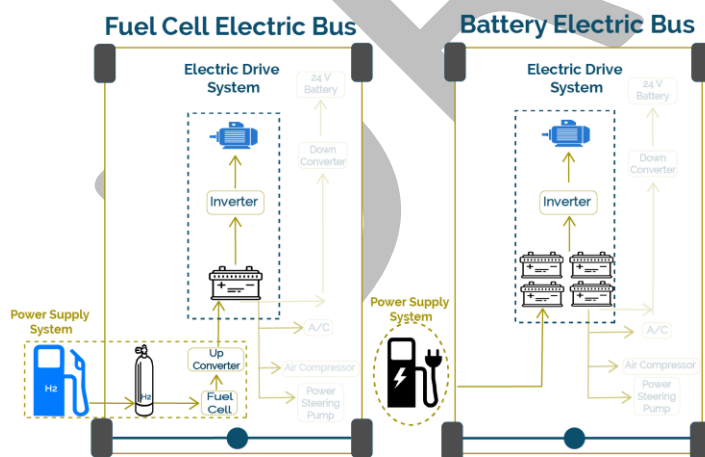 Fuel Cell Electric Bus
Electric Drive
System
24 V
Battery
Down
Converter
Inverter
A/C
Air Compressor
Power
Steering
Pump
Power Supply
System
H2
H2
Up
Converter
Fuel
Cell
Battery Electric Bus
Electric Drive
System
24 V
Battery
Down
Converter
Inverter
A/C
Air Compressor
Power
Steering
Pump
Power Supply
System